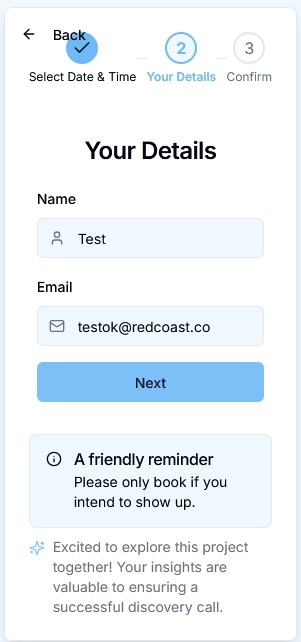 Back
2
3
Select Date & Time
Your Details
Confirm
Your Details
Name
Test
Email
testok@redcoast.co
Next
A friendly reminder
Please only book if you
intend to show up.
Excited to explore this project
together! Your insights are
valuable to ensuring a
successful discovery call.